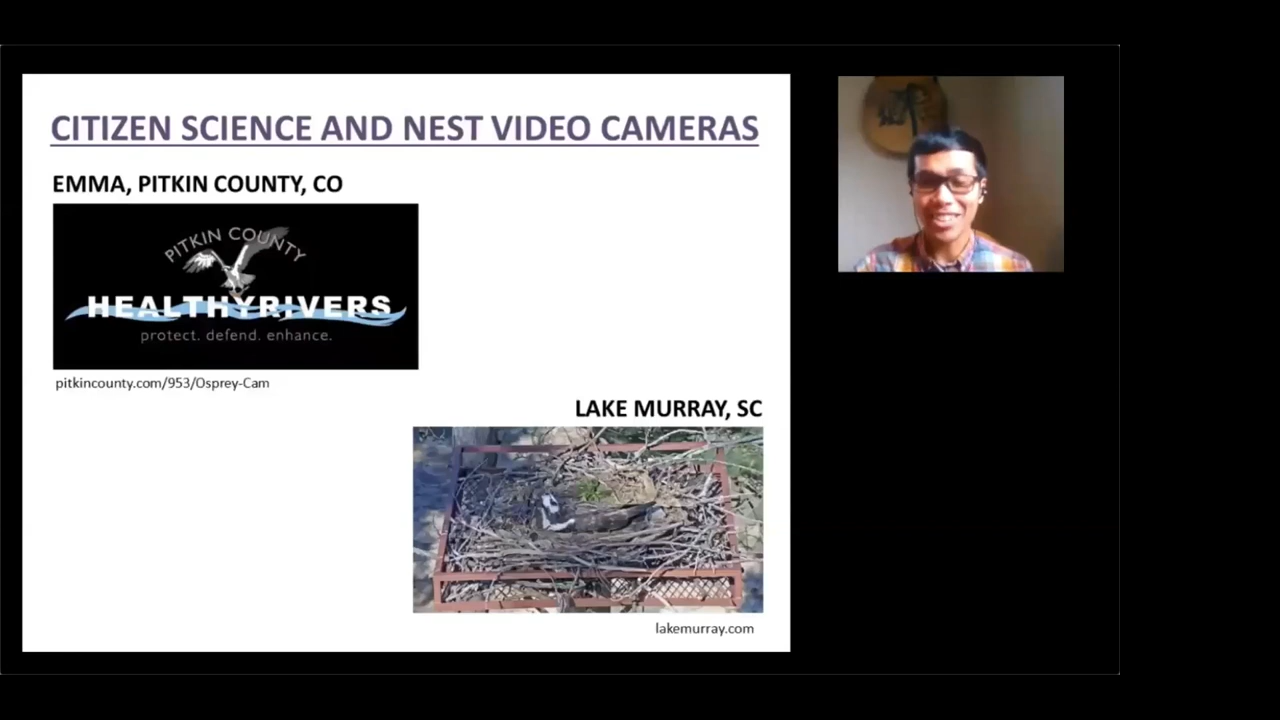 CITIZEN SCIENCE AND NEST VIDEO CAMERAS
EMMA, PITKIN COUNTY, CO
PITKIN COUNTY
HEALTHYRIVERS
protect. defend. enhance.
pitkincounty.com/953/Osprey-Cam
LAKE MURRAY, SC
lakemurray.com